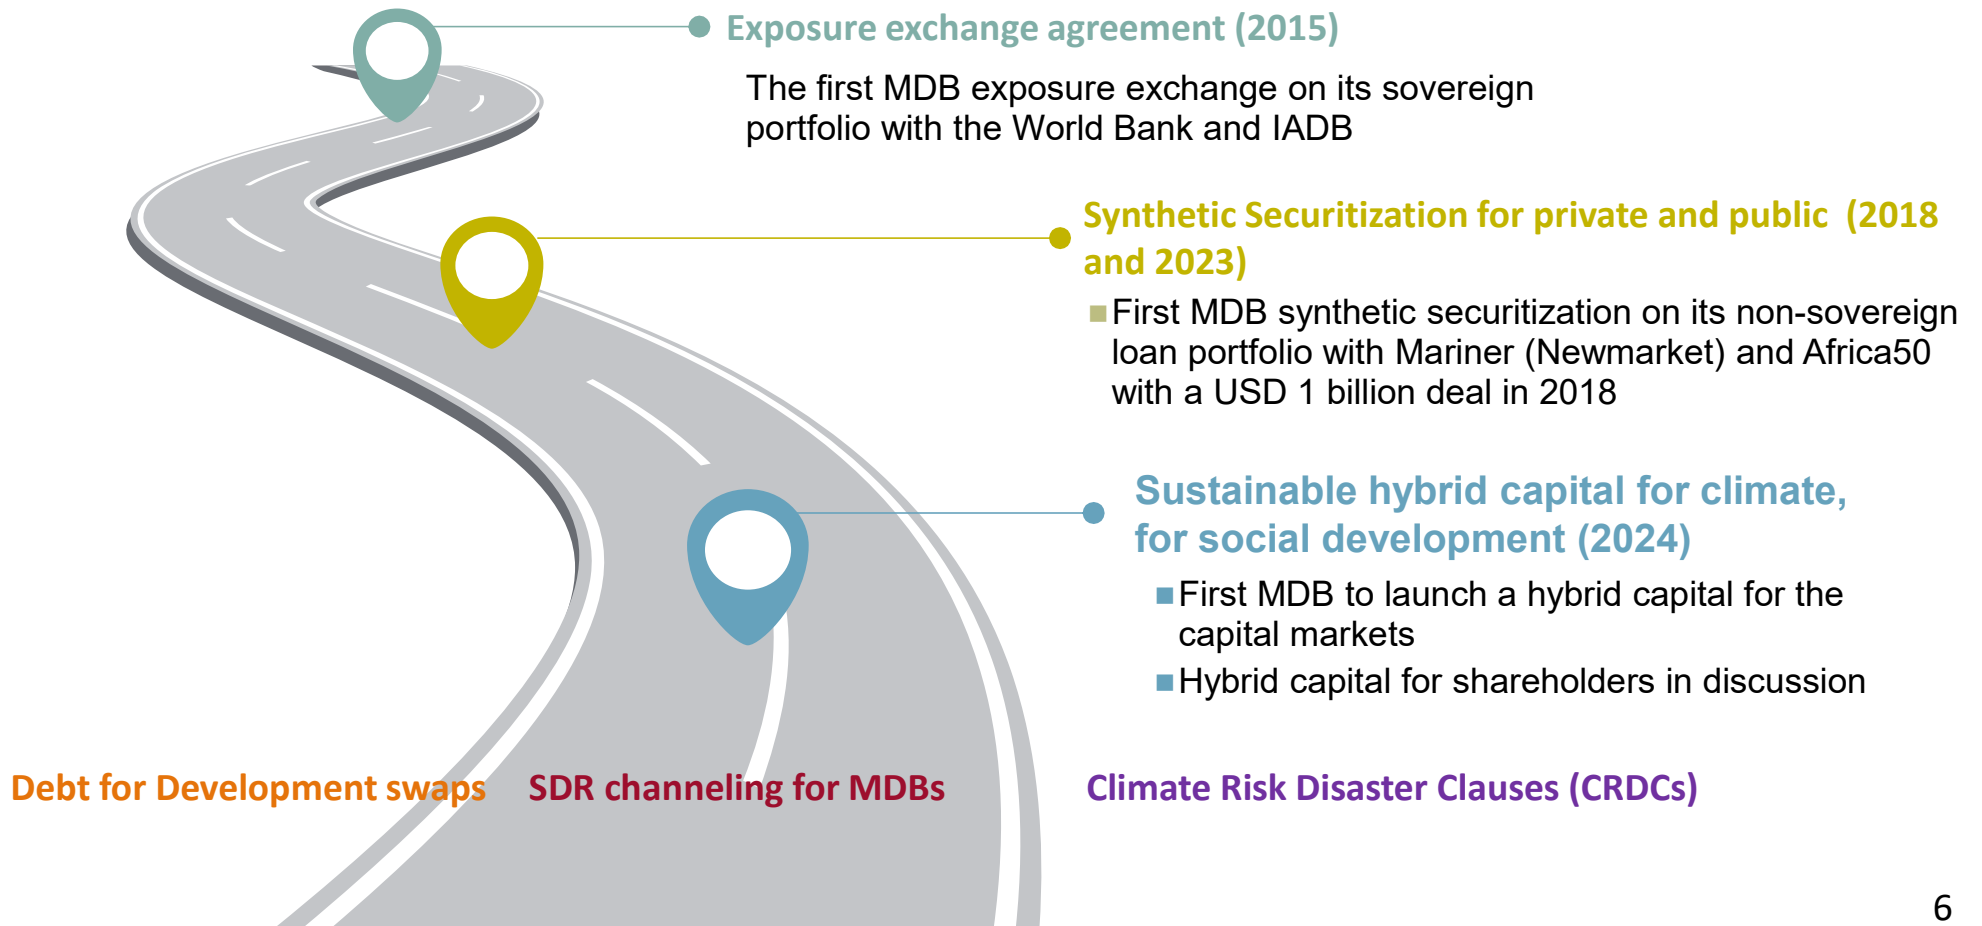 Exposure exchange agreement (2015)
The first MDB exposure exchange on its sovereign
portfolio with the World Bank and IADB
Synthetic Securitization for private and public  (2018
and 2023)
First MDB synthetic securitization on its non-sovereign
loan portfolio with Mariner (Newmarket) and Africa50
with a USD 1 billion deal in 2018
Sustainable hybrid capital for climate,
for social development (2024)
First MDB to launch a hybrid capital for the
capital markets
Hybrid capital for shareholders in discussion
Debt for Development swaps
SDR channeling for MDBs
Climate Risk Disaster Clauses (CRDCs)
6